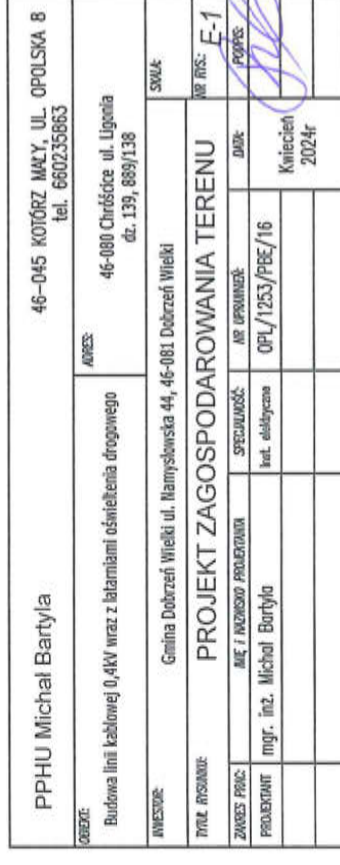 PPHU Michał Bartyla
46-045 KOTÓRZ MAŁY, UL. OPOLSKA 8
tel. 660235863
OBIEKT:
Budowa linii kablowej 0,4kV wraz z latarniami oświetlenia drogowego
ADRES:
46-080 Chróścice ul. Ligonia
dz. 139, 889/138
INWESTOR:
Gmina Dobrzeń Wielki ul. Namysłowska 44, 46-081 Dobrzeń Wielki
SKALA:
TYTUŁ RYSUNKU:
PROJEKT ZAGOSPODAROWANIA TERENU
NR RYS.: E-1
ZAKRES PRAC: IMIĘ I NAZWISKO PROJEKTANTA SPECJALNOŚĆ: NR UPRAWNIEŃ: DATA: PODPIS:
PROJEKTANT mgr. inż. Michał Bartyla Inst. elektryczne OPL/1253/PBE/16 Kwiecień
2024r